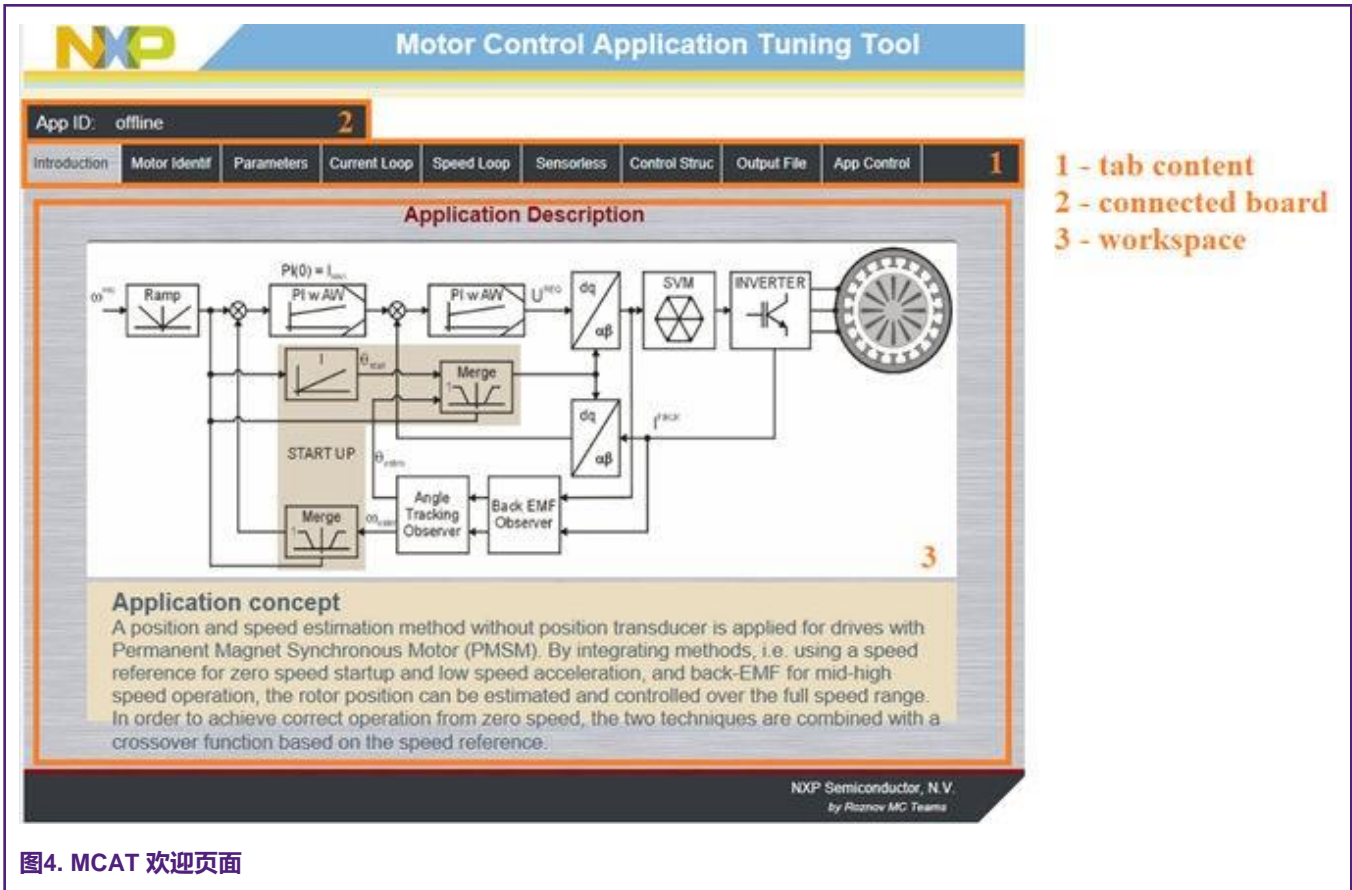 NXP
Motor Control Application Tuning Tool
App ID: offline
2
Introduction
Motor Identif
Parameters
Current Loop
Speed Loop
Sensorless
Control Struc
Output File
App Control
1
1 - tab content
2 - connected board
3 - workspace
Application Description
PI(0) =
Ramp
PI w AW
PI w AW
U^REQ
dq
αβ
SVM
INVERTER
I
θ
Merge
dq
αβ
START UP
θ
Merge
ω
Angle
Tracking
Observer
Back EMF
Observer
3
Application concept
A position and speed estimation method without position transducer is applied for drives with
Permanent Magnet Synchronous Motor (PMSM). By integrating methods, i.e. using a speed
reference for zero speed startup and low speed acceleration, and back-EMF for mid-high
speed operation, the rotor position can be estimated and controlled over the full speed range.
In order to achieve correct operation from zero speed, the two techniques are combined with a
crossover function based on the speed reference.
NXP Semiconductor, N.V.
by Roznov MC Teams
图4. MCAT 欢迎页面